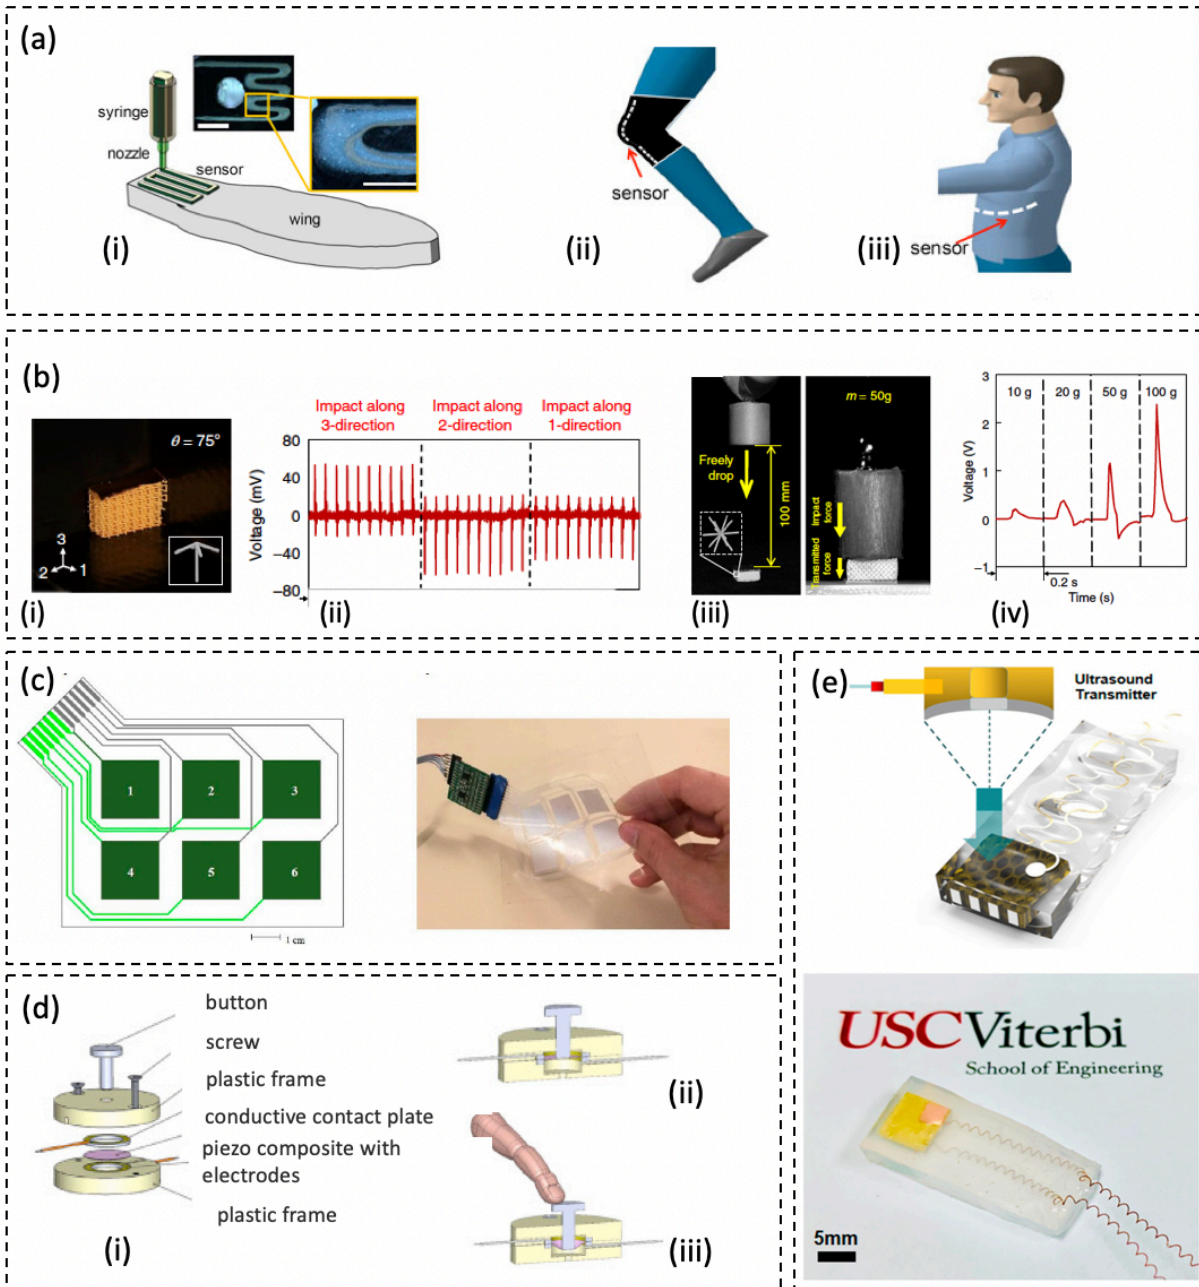 (a)
syringe
nozzle
sensor
wing
(i)
sensor
(ii)
sensor
(iii)
(b)
θ = 75°
3
2
1
(i)
Impact along
3-direction
Impact along
2-direction
Impact along
1-direction
Voltage (mV)
80
40
0
−40
−80
(ii)
Freely
drop
100 mm
m = 50g
Impact
force
Transmitted
force
(iii)
3
2
1
0
−1
Voltage (V)
10 g
20 g
50 g
100 g
0.2 s
Time (s)
(iv)
(c)
1
2
3
4
5
6
1 cm
(d)
button
screw
plastic frame
conductive contact plate
piezo composite with
electrodes
plastic frame
(i)
(ii)
(iii)
(e)
Ultrasound
Transmitter
USC Viterbi
School of Engineering
5mm